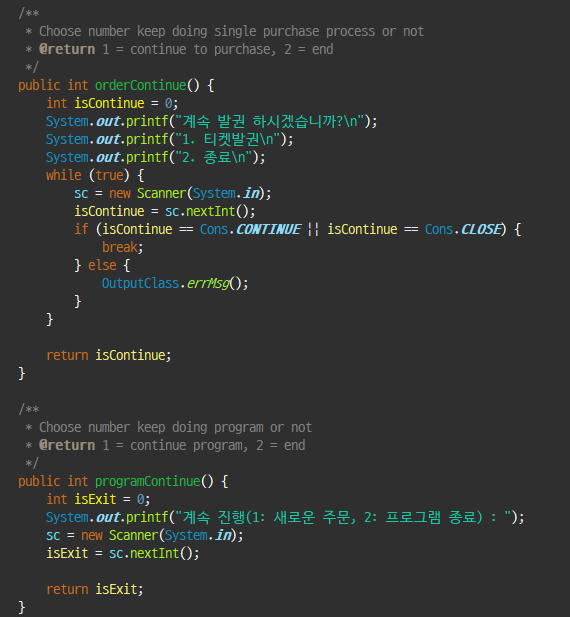 /**
 * Choose number keep doing single purchase process or not
 * @return 1 = continue to purchase, 2 = end
 */
public int orderContinue() {
    int isContinue = 0;
    System.out.printf("계속 발권 하시겠습니까?\n");
    System.out.printf("1. 티켓발권\n");
    System.out.printf("2. 종료\n");
    while (true) {
        sc = new Scanner(System.in);
        isContinue = sc.nextInt();
        if (isContinue == Cons.CONTINUE || isContinue == Cons.CLOSE) {
            break;
        } else {
            OutputClass.errMsg();
        }
    }

    return isContinue;
}

/**
 * Choose number keep doing program or not
 * @return 1 = continue program, 2 = end
 */
public int programContinue() {
    int isExit = 0;
    System.out.printf("계속 진행(1: 새로운 주문, 2: 프로그램 종료) : ");
    sc = new Scanner(System.in);
    isExit = sc.nextInt();

    return isExit;
}